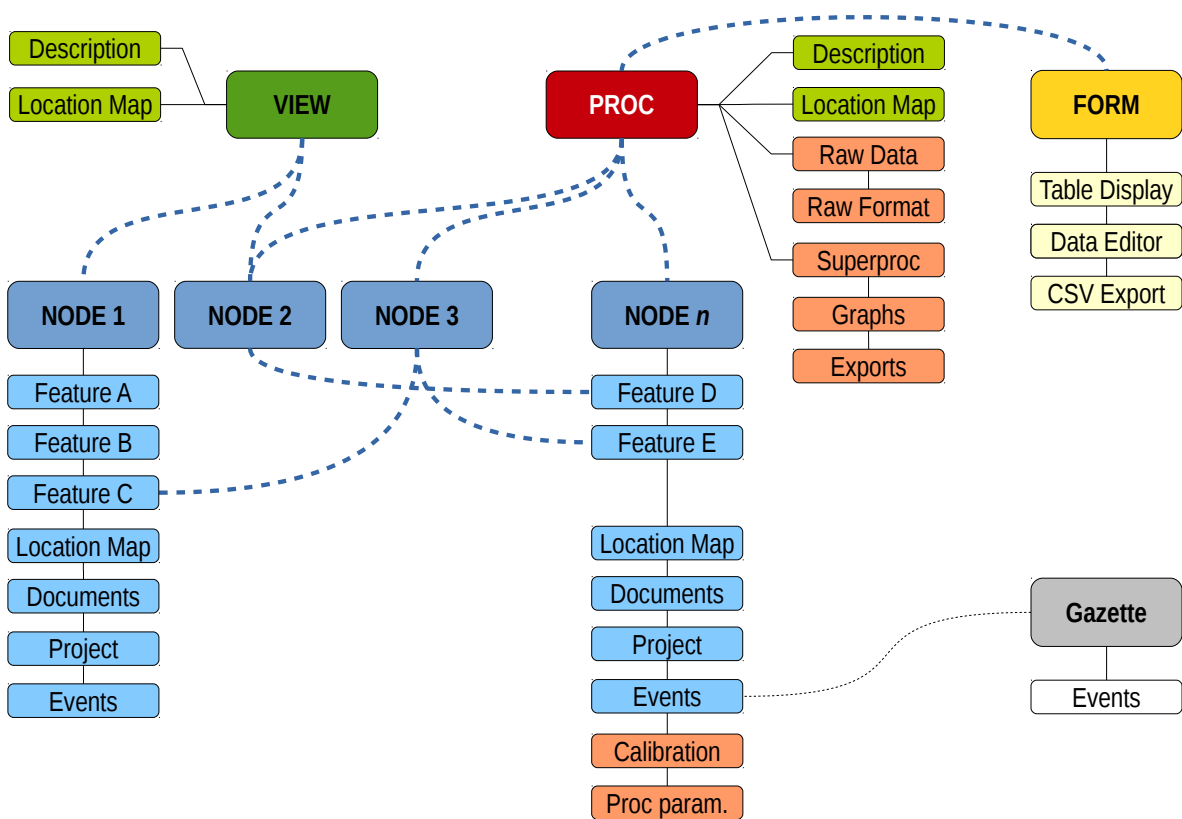 Description
Location Map
VIEW
PROC
Description
Location Map
Raw Data
Raw Format
Superproc
Graphs
Exports
FORM
Table Display
Data Editor
CSV Export
NODE 1
NODE 2
NODE 3
NODE n
Feature A
Feature B
Feature C
Location Map
Documents
Project
Events
Feature D
Feature E
Location Map
Documents
Project
Events
Calibration
Proc param.
Gazette
Events